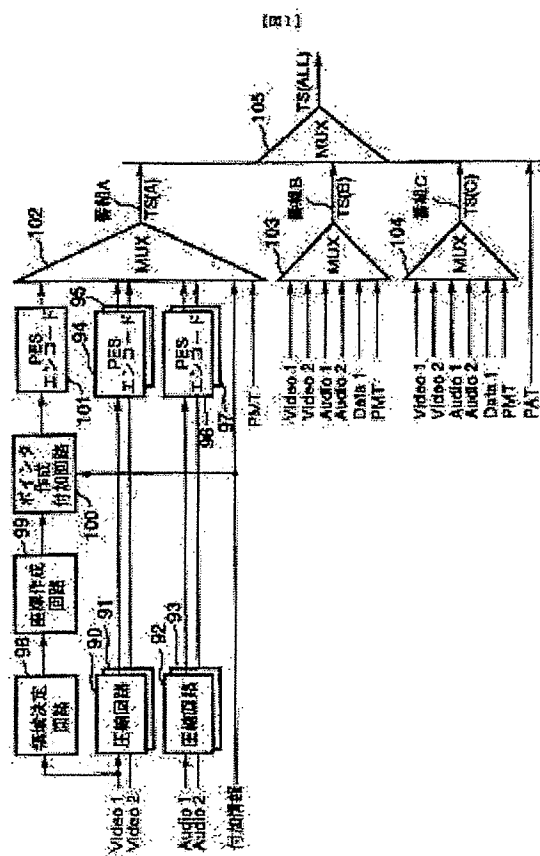 【図1】
98
領域決定
回路
99
座標作成
回路
ポインタ
作成
付加回路
100
PES
エンコード
101
Video 1
Video 2
90
91
圧縮回路
94
95
PES
エンコード
Audio 1
Audio 2
92
93
圧縮回路
PES
エンコード
96
97
付加情報
PMT
102
MUX
番組A
TS(A)
Video 1
Video 2
Audio 1
Audio 2
Data 1
PMT
103
MUX
番組B
TS(B)
Video 1
Video 2
Audio 1
Audio 2
Data 1
PMT
104
MUX
番組C
TS(C)
PAT
105
MUX
TS(ALL)